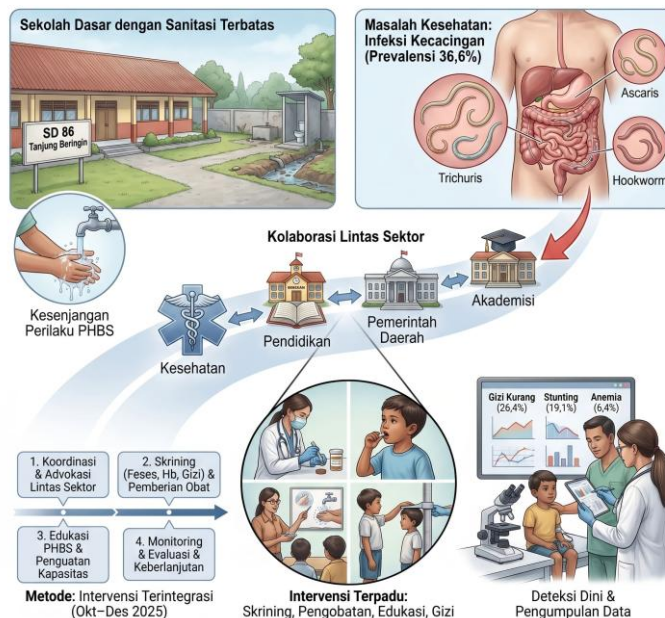 Sekolah Dasar dengan Sanitasi Terbatas
SD 86
Tanjung Beringin
Masalah Kesehatan:
Infeksi Kecacingan
(Prevalensi 36,6%)
Ascaris
Trichuris
Hookworm
Kesenjangan
Perilaku PHBS
Kolaborasi Lintas Sektor
Kesehatan
Pendidikan
Pemerintah
Daerah
Akademisi
1. Koordinasi
& Advokasi
Lintas Sektor
2. Skrining
(Feses, Hb, Gizi) &
Pemberian Obat
3. Edukasi
PHBS &
Penguatan
Kapasitas
4. Monitoring
& Evaluasi &
Keberlanjutan
Metode: Intervensi Terintegrasi
(Okt–Des 2025)
Intervensi Terpadu:
Skrining, Pengobatan, Edukasi, Gizi
Gizi Kurang
(26,4%)
Stunting
(19,1%)
Anemia
(6,4%)
Deteksi Dini &
Pengumpulan Data